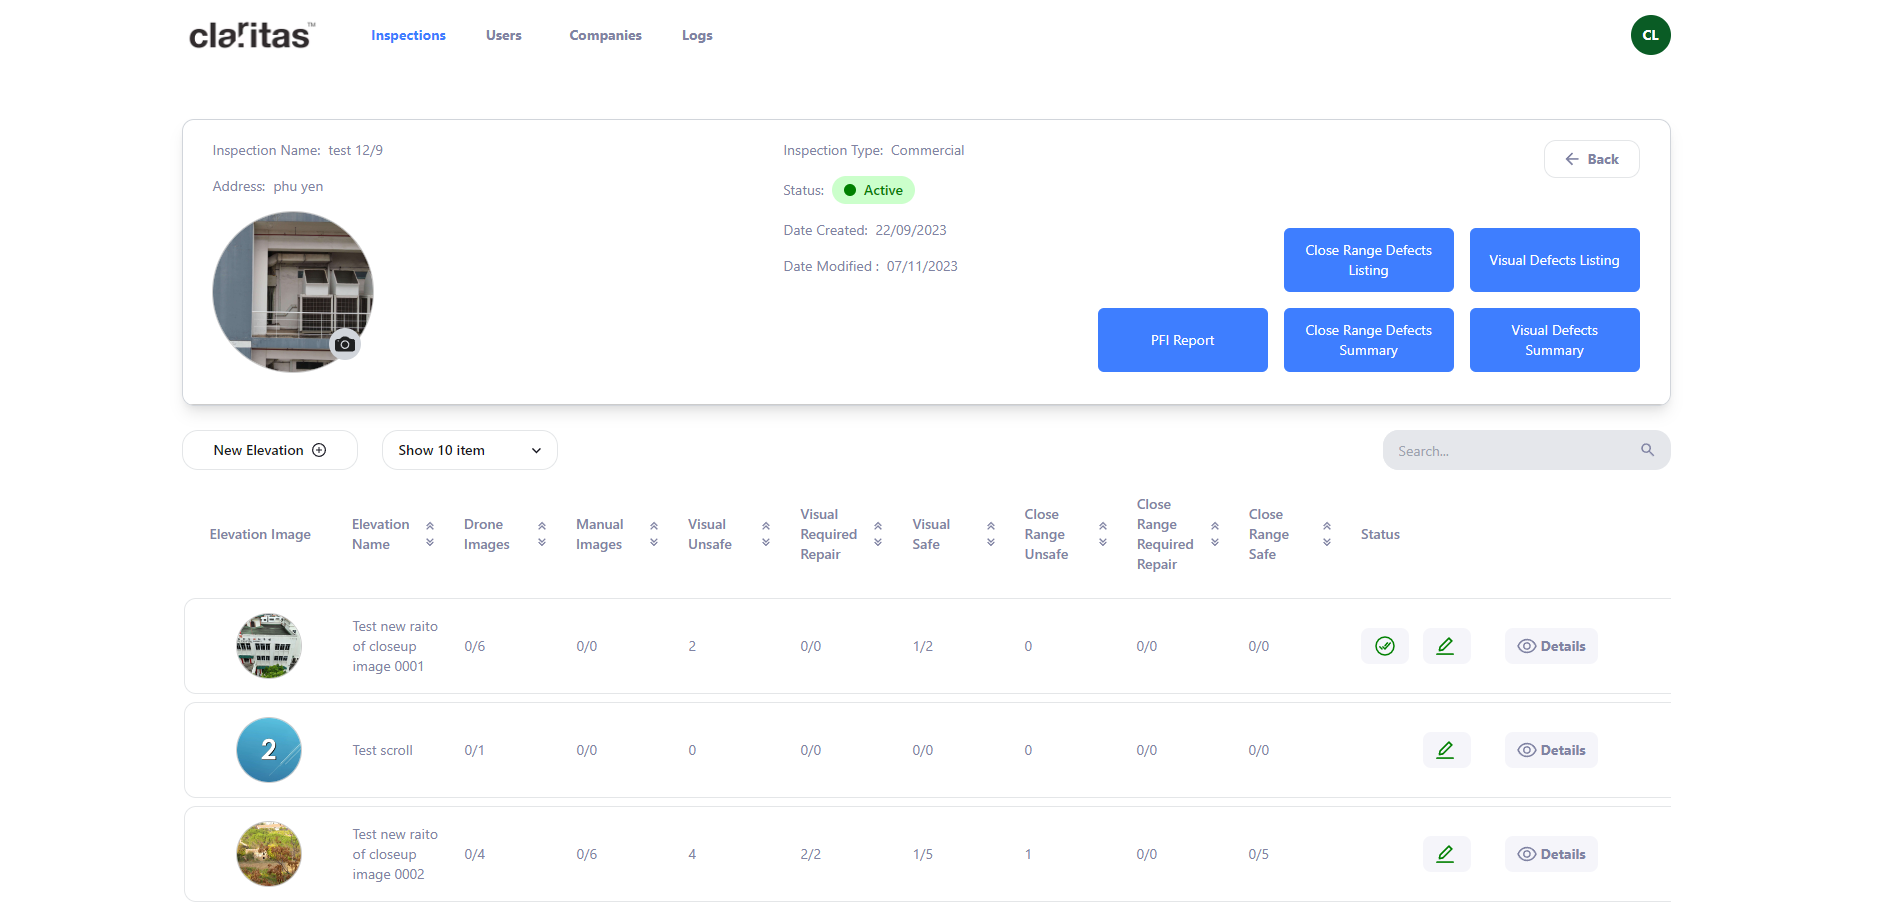 claritas™
Inspections Users Companies Logs
CL
Inspection Name: test 12/9
Address: phu yen
Inspection Type: Commercial
Status: Active
Date Created: 22/09/2023
Date Modified : 07/11/2023
Back
Close Range Defects
Listing
Visual Defects Listing
PFI Report
Close Range Defects
Summary
Visual Defects
Summary
New Elevation
Show 10 item
Search...
Elevation Image
Elevation
Name
Drone
Images
Manual
Images
Visual
Unsafe
Visual
Required
Repair
Visual
Safe
Close
Range
Unsafe
Close
Range
Required
Repair
Close
Range
Safe
Status
Test new raito
of closeup
image 0001
0/6 0/0 2 0/0 1/2 0 0/0 0/0 Details
2
Test scroll 0/1 0/0 0 0/0 0/0 0 0/0 0/0 Details
Test new raito
of closeup
image 0002
0/4 0/6 4 2/2 1/5 1 0/0 0/5 Details